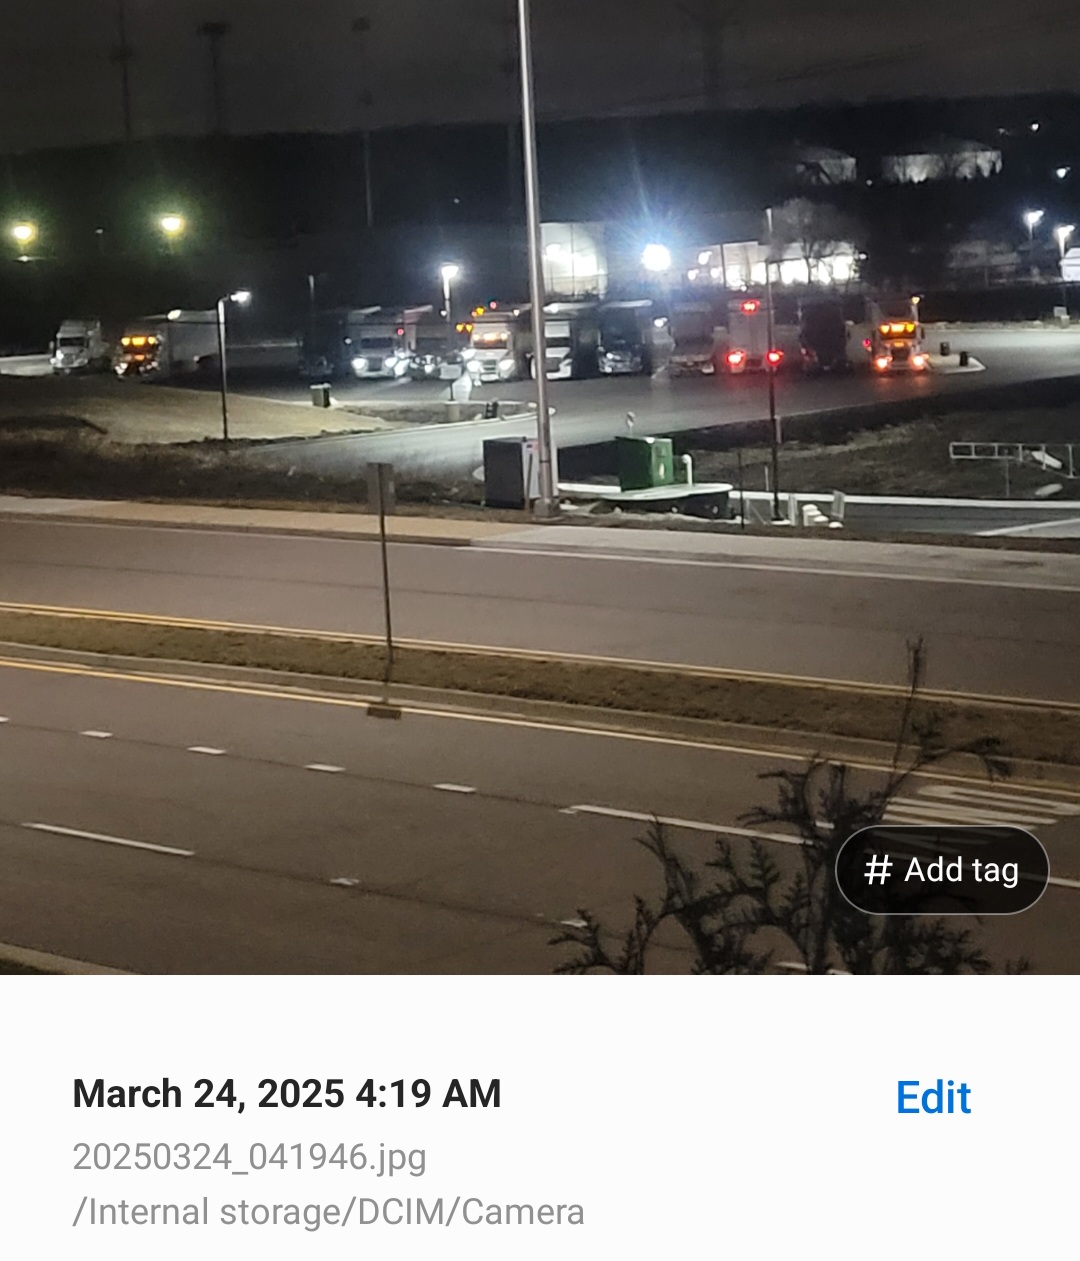 # Add tag
March 24, 2025 4:19 AM
Edit
20250324_041946.jpg
/Internal storage/DCIM/Camera